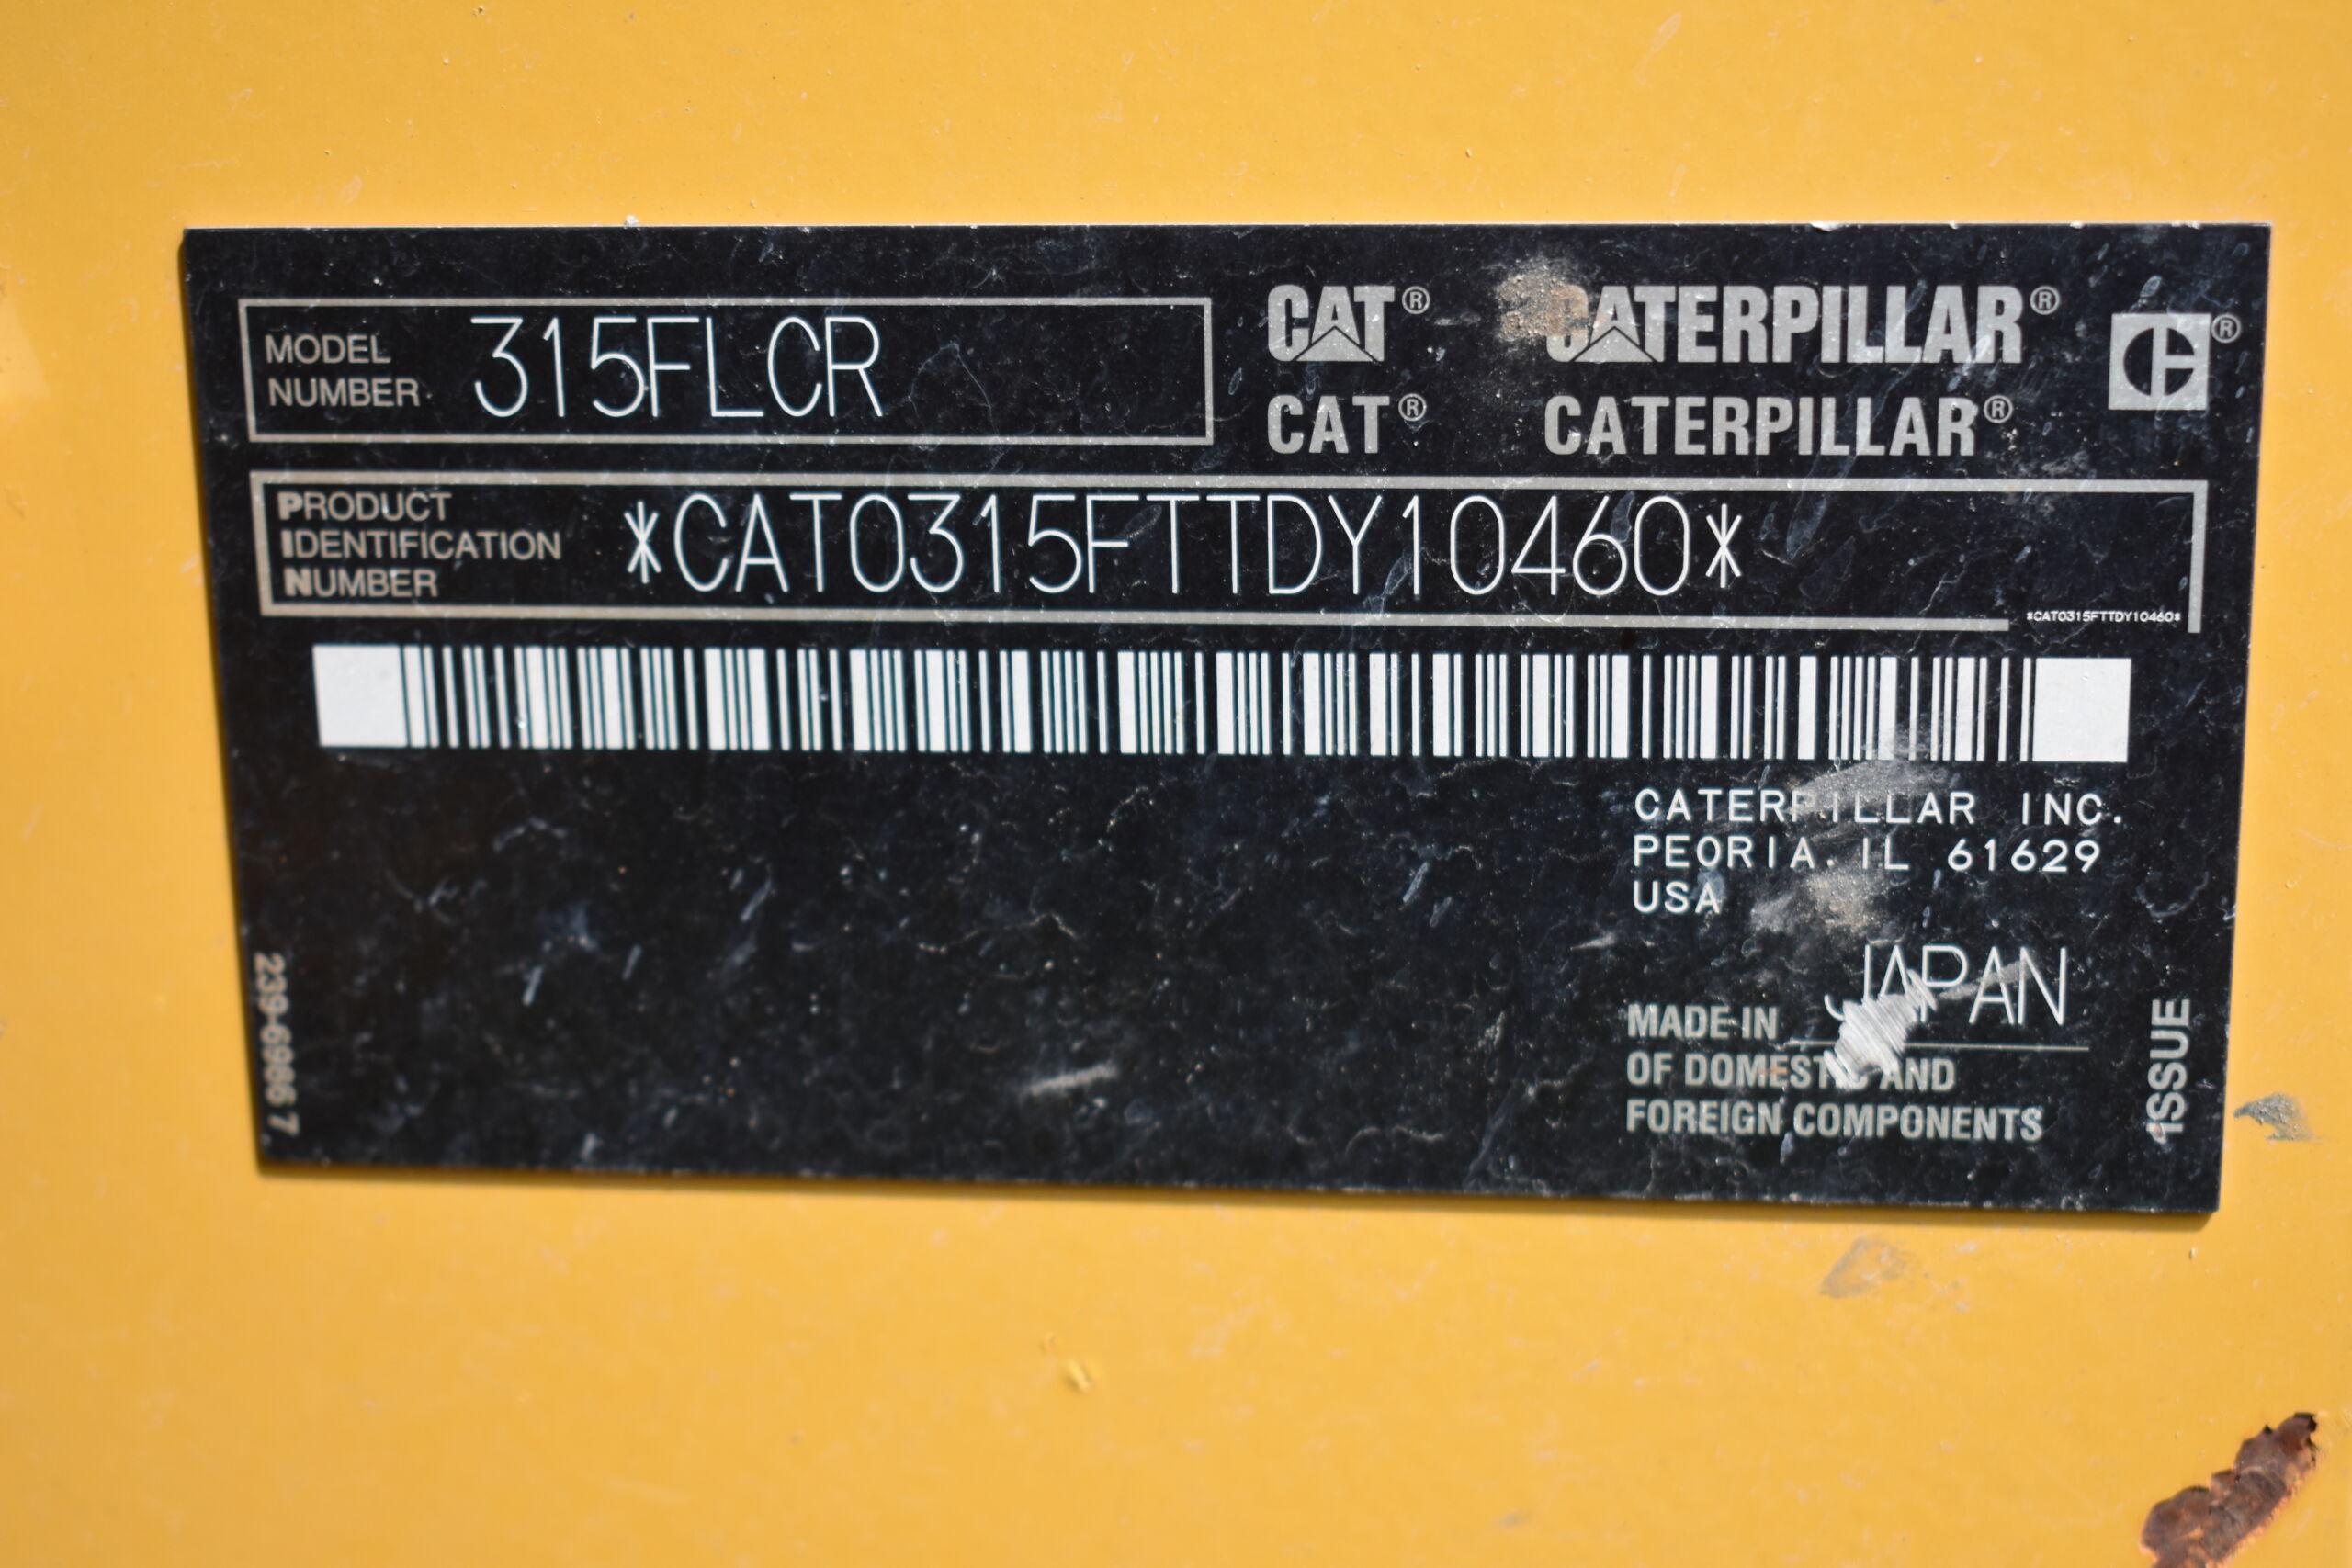 MODEL
NUMBER
315FLCR
CAT® CATERPILLAR®
CAT® CATERPILLAR®
PRODUCT
IDENTIFICATION
NUMBER
*CAT0315FTTDY10460*
*CAT0315FTTDY10460*
CATERPILLAR INC.
PEORIA, IL 61629
USA
MADE IN JAPAN
OF DOMESTIC AND
FOREIGN COMPONENTS
239-6966 7
ISSUE